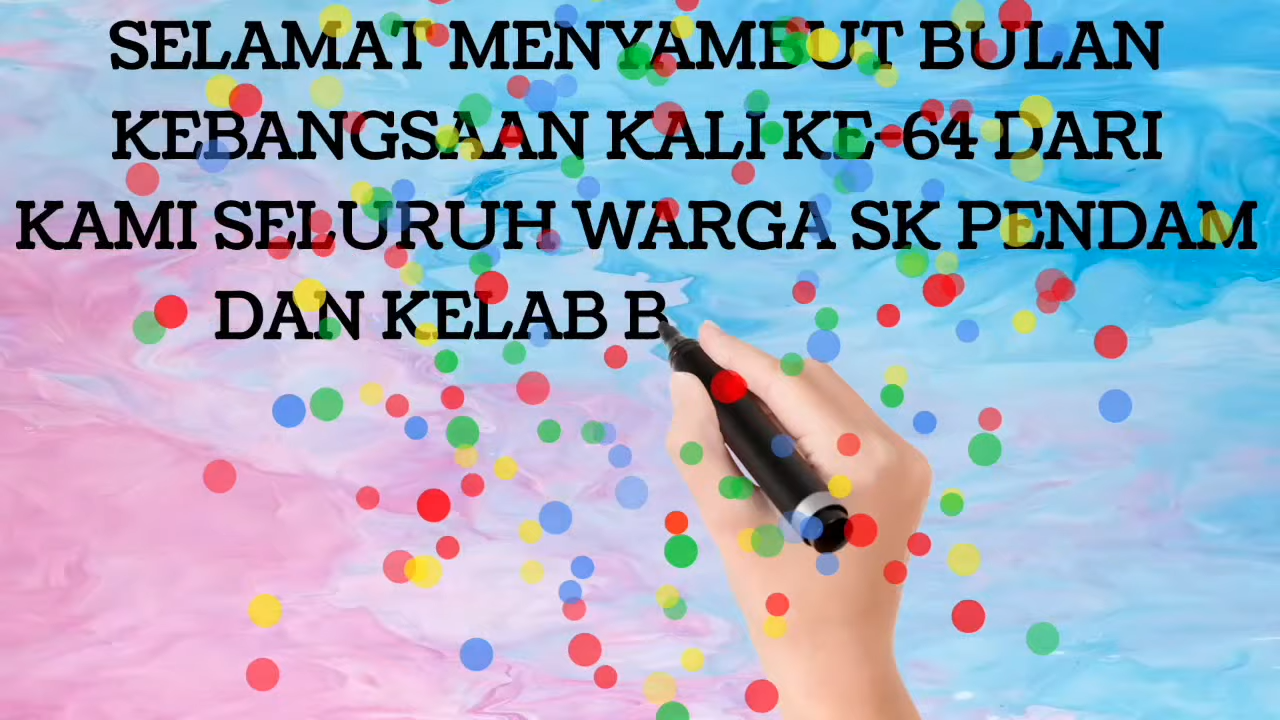 SELAMAT MENYAMBUT BULAN
KEBANGSAAN KALI KE-64 DARI
KAMI SELURUH WARGA SK PENDAM
DAN KELAB B